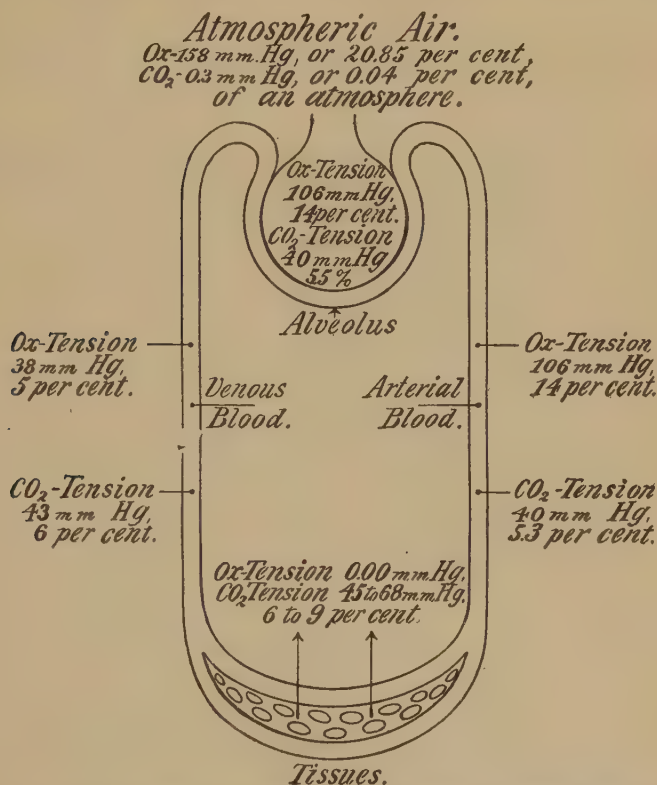 Atmospheric Air.
Ox-158 mm. Hg, or 20.85 per cent,
CO₂-0.3 mm Hg, or 0.04 per cent,
of an atmosphere.
Ox-Tension
106 mm Hg,
14 per cent.
CO₂-Tension
40 mm Hg
5.5 %
Alveolus
Ox-Tension
38 mm Hg,
5 per cent.
Ox-Tension
106 mm Hg,
14 per cent.
Venous
Blood.
Arterial
Blood.
CO₂-Tension
43 mm Hg,
6 per cent.
CO₂-Tension
40 mm Hg,
5.3 per cent.
Ox-Tension 0.00 mm Hg.
CO₂Tension 45 to 68 mm Hg.
6 to 9 per cent.
Tissues.